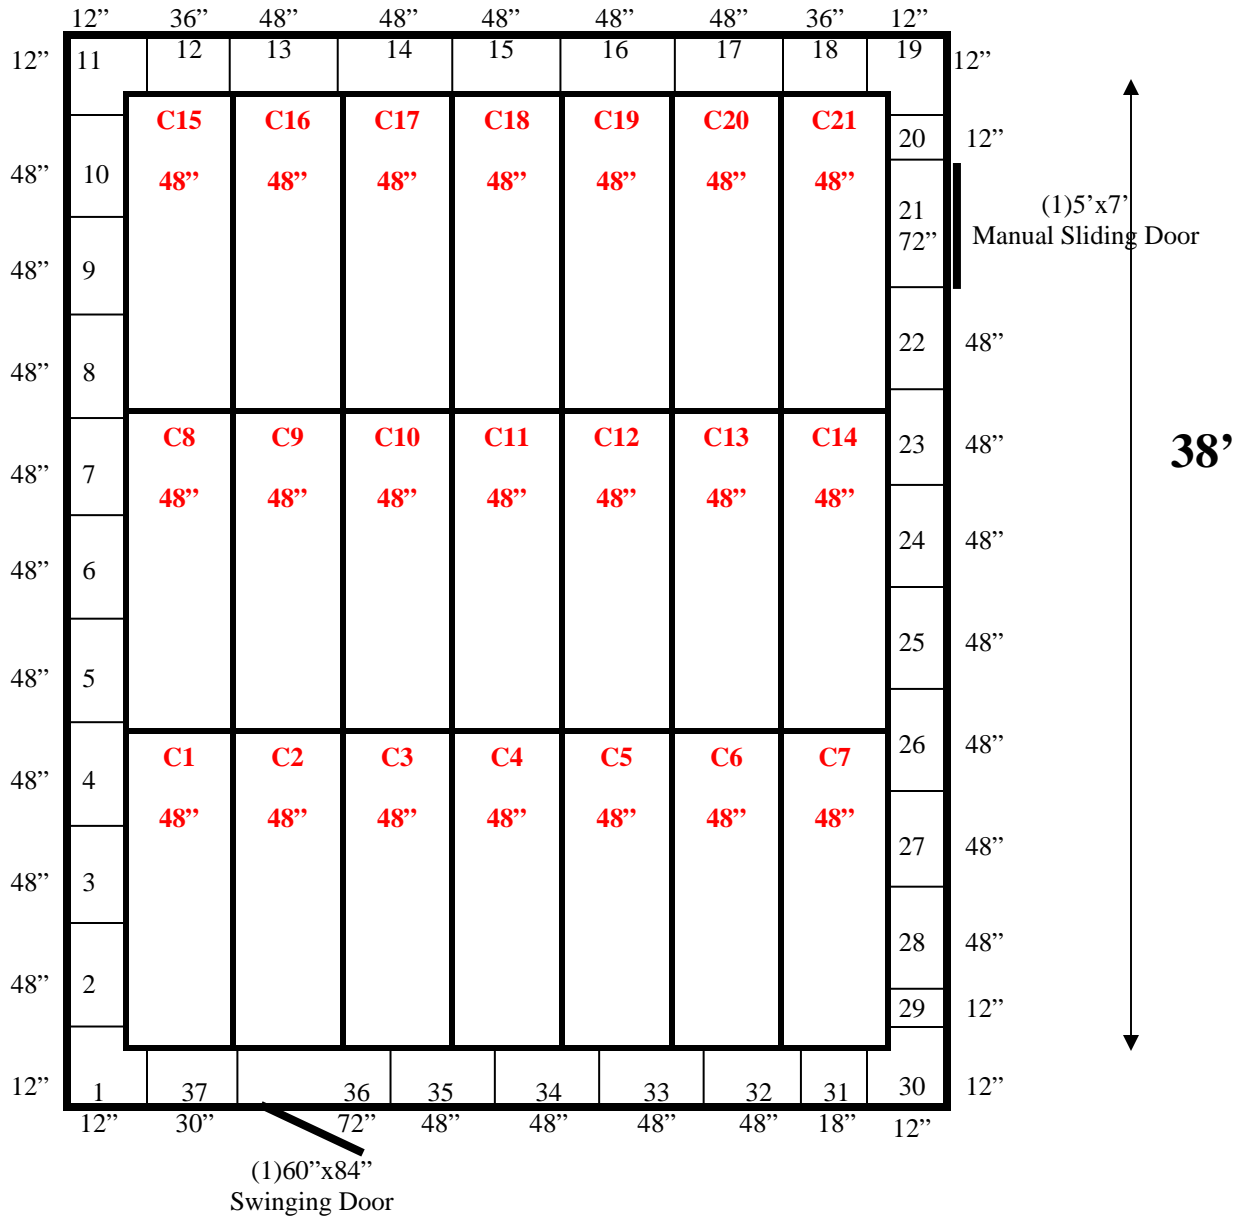 12” 36” 48” 48” 48” 48” 48” 36” 12”
12” 11 12 13 14 15 16 17 18 19 12”
C15 C16 C17 C18 C19 C20 C21
20 12”
48” 10 48” 48” 48” 48” 48” 48” 48”
21 (1)5’x7’
72” Manual Sliding Door
48” 9
22 48”
48” 8
C8 C9 C10 C11 C12 C13 C14
23 48” 38’
48” 7
48” 48” 48” 48” 48” 48” 48”
24 48”
48” 6
25 48”
48” 5
26 48”
C1 C2 C3 C4 C5 C6 C7
48” 4
48” 48” 48” 48” 48” 48” 48”
27 48”
48” 3
28 48”
48” 2
29 12”
12” 1 37 36 35 34 33 32 31 30 12”
12” 30” 72” 48” 48” 48” 48” 18” 12”
(1)60”x84”
Swinging Door